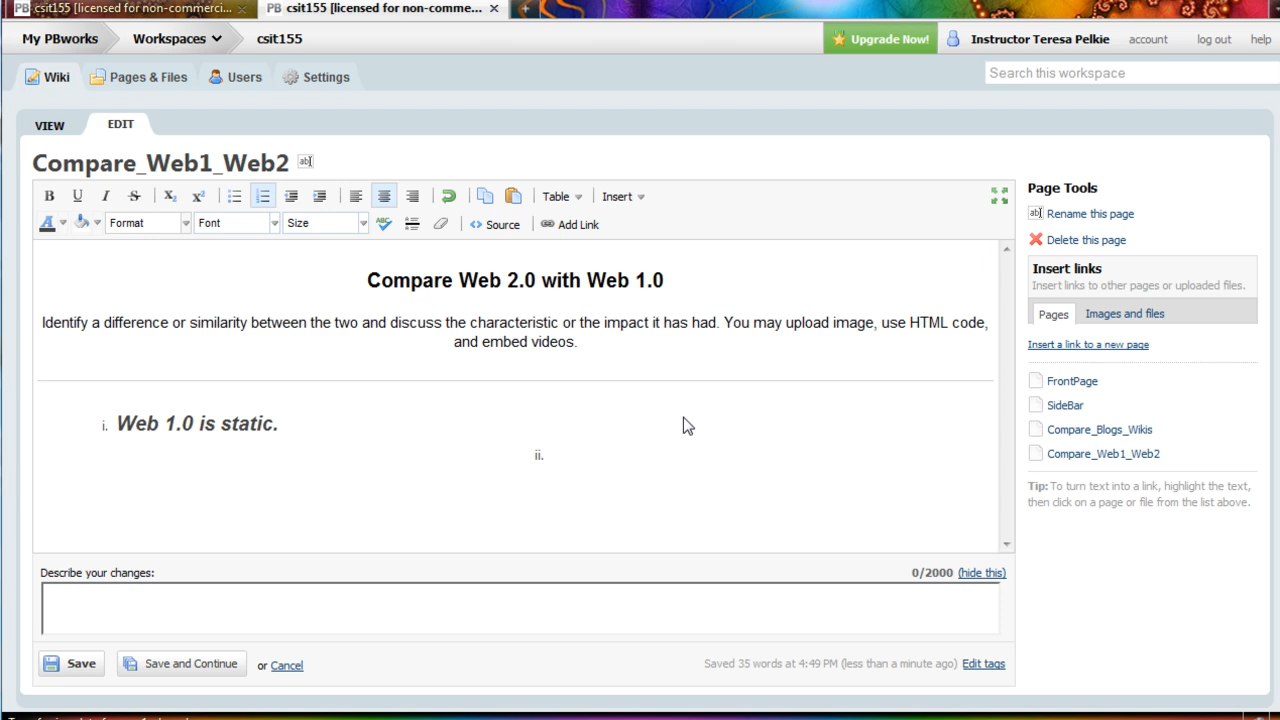 PB csit155 [licensed for non-commerci...
PB csit155 [licensed for non-comme...
My PBworks Workspaces csit155
Upgrade Now! Instructor Teresa Pelkie account log out help
Wiki Pages & Files Users Settings
Search this workspace
VIEW EDIT
Compare_Web1_Web2
B U I S X₂ X² Table Insert
A Format Font Size ABC Source Add Link
Compare Web 2.0 with Web 1.0
Identify a difference or similarity between the two and discuss the characteristic or the impact it has had. You may upload image, use HTML code,
and embed videos.
i. Web 1.0 is static.
ii.
Describe your changes: 0/2000 (hide this)
Save Save and Continue or Cancel Saved 35 words at 4:49 PM (less than a minute ago) Edit tags
Page Tools
Rename this page
Delete this page
Insert links
Insert links to other pages or uploaded files.
Pages Images and files
Insert a link to a new page
FrontPage
SideBar
Compare_Blogs_Wikis
Compare_Web1_Web2
Tip: To turn text into a link, highlight the text,
then click on a page or file from the list above.